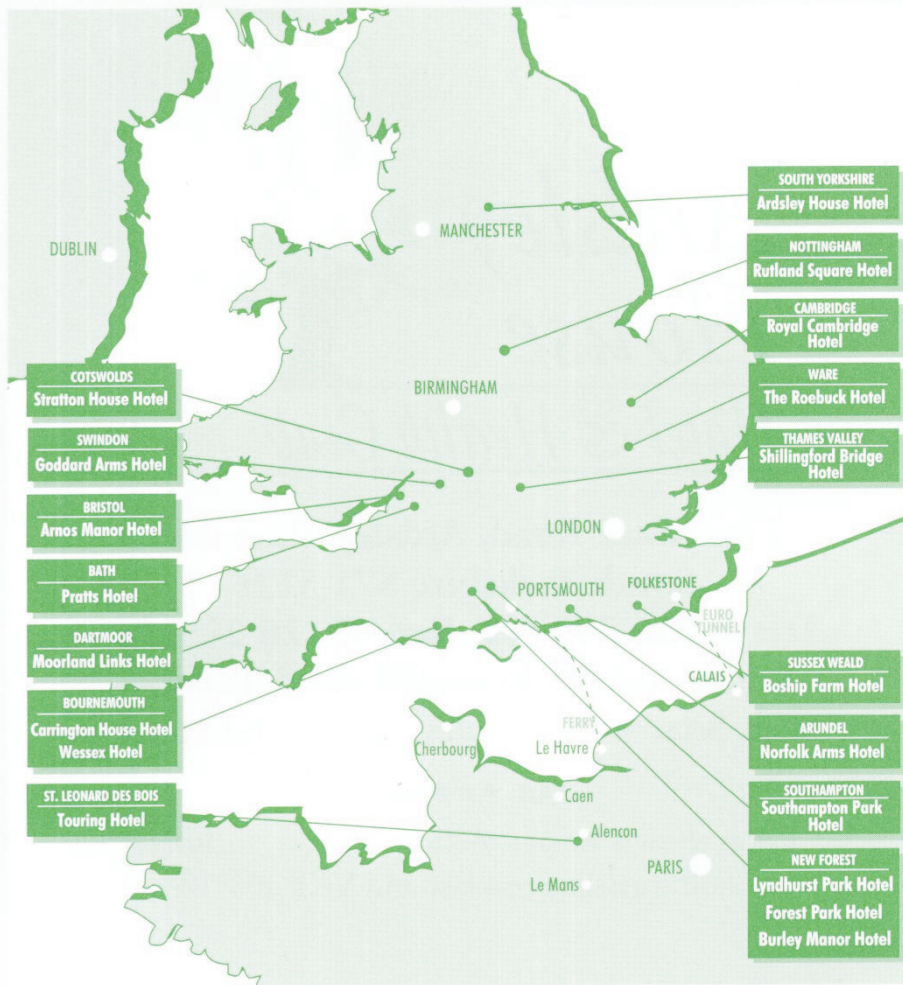 DUBLIN
MANCHESTER
BIRMINGHAM
LONDON
PORTSMOUTH
FOLKESTONE
EURO
TUNNEL
CALAIS
FERRY
Cherbourg
Le Havre
Caen
Alencon
Le Mans
PARIS
COTSWOLDS
Stratton House Hotel
SWINDON
Goddard Arms Hotel
BRISTOL
Arnos Manor Hotel
BATH
Pratts Hotel
DARTMOOR
Moorland Links Hotel
BOURNEMOUTH
Carrington House Hotel
Wessex Hotel
ST. LEONARD DES BOIS
Touring Hotel
SOUTH YORKSHIRE
Ardsley House Hotel
NOTTINGHAM
Rutland Square Hotel
CAMBRIDGE
Royal Cambridge
Hotel
WARE
The Roebuck Hotel
THAMES VALLEY
Shillingford Bridge
Hotel
SUSSEX WEALD
Boship Farm Hotel
ARUNDEL
Norfolk Arms Hotel
SOUTHAMPTON
Southampton Park
Hotel
NEW FOREST
Lyndhurst Park Hotel
Forest Park Hotel
Burley Manor Hotel